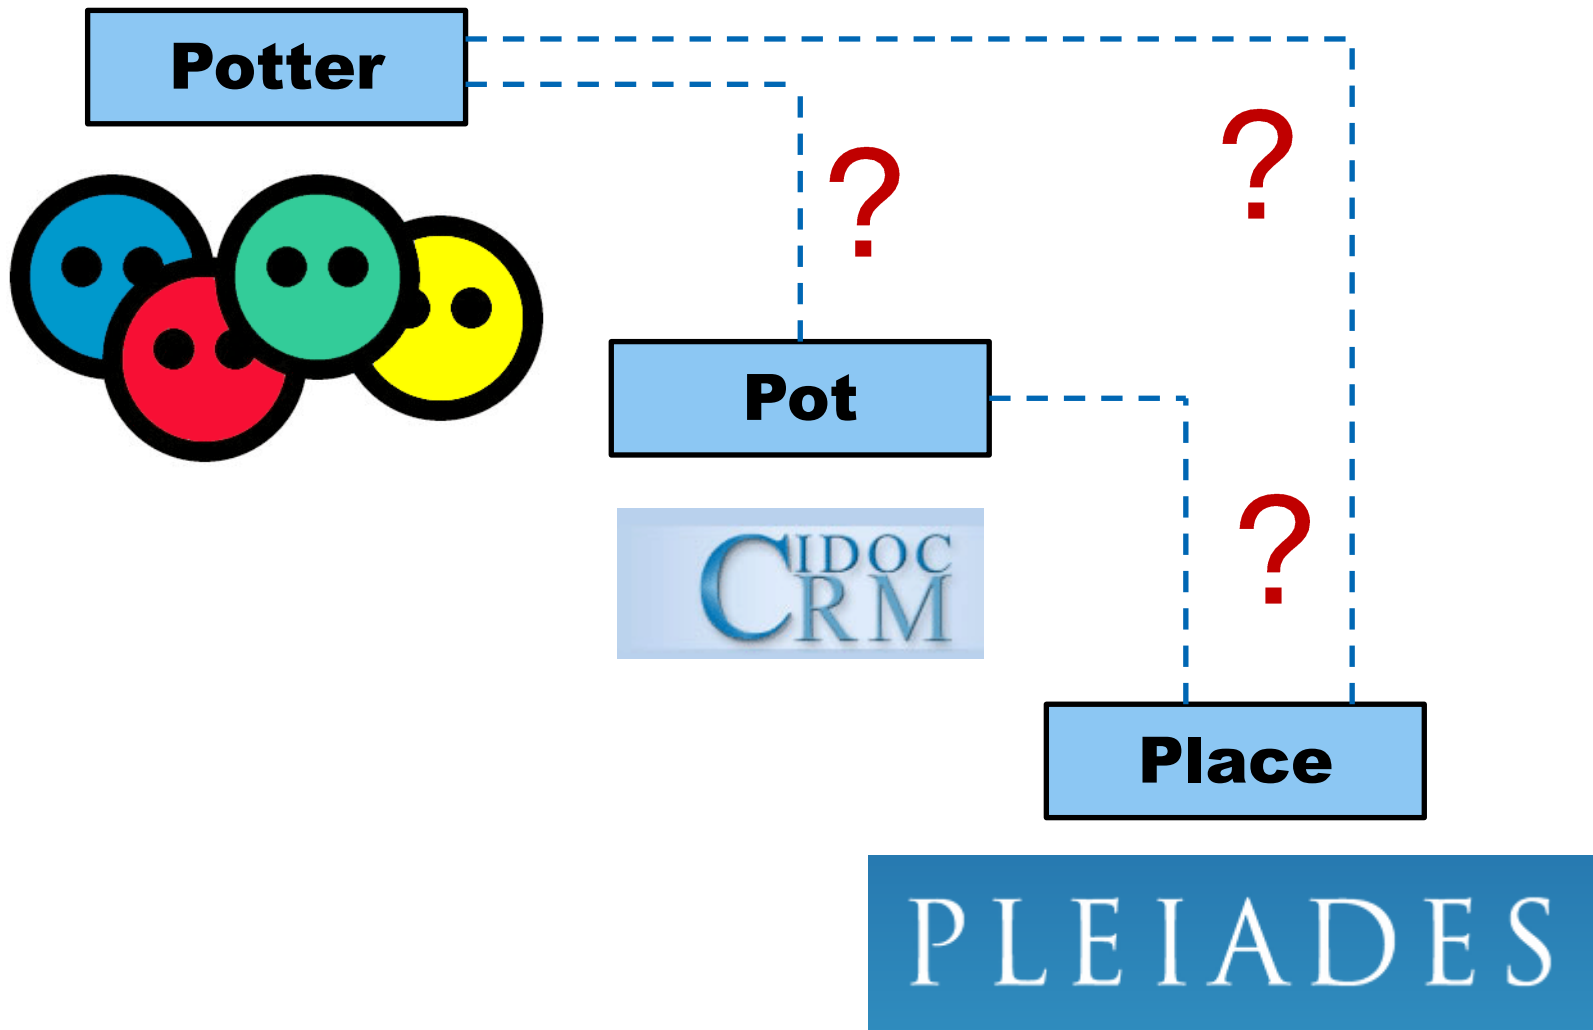 Potter
?
?
Pot
?
CIDOC
CRM
Place
PLEIADES